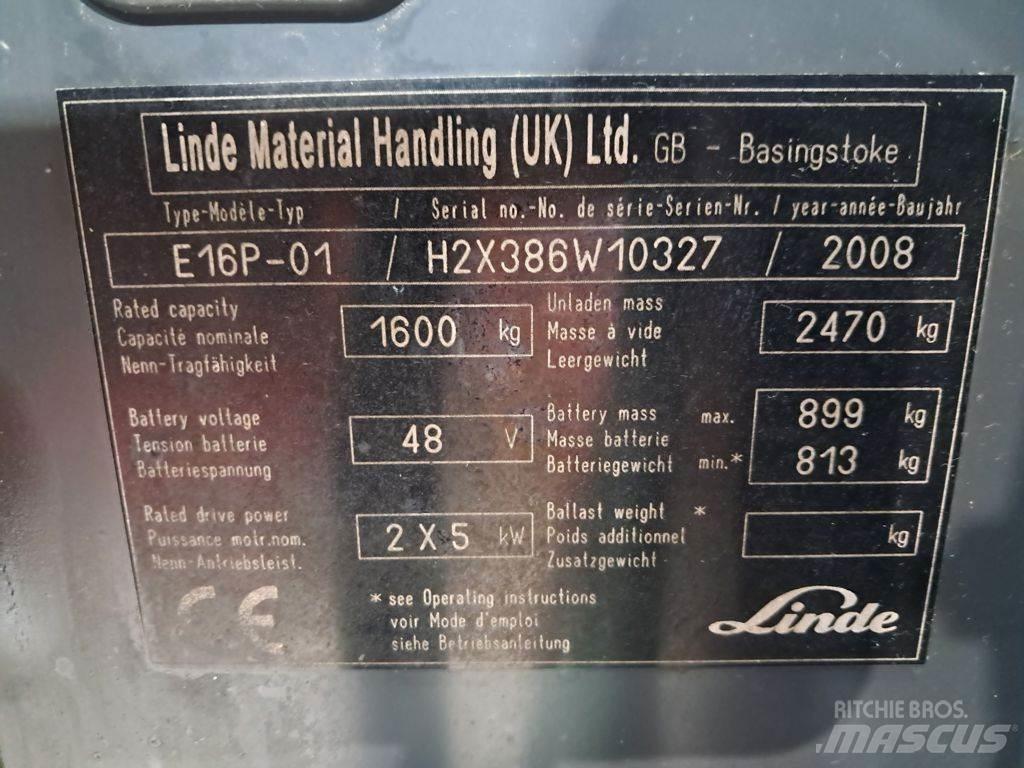 Linde Material Handling (UK) Ltd. GB - Basingstoke
Type-Modèle-Typ / Serial no.-No. de série-Serien-Nr. / year-année-Baujahr
E16P-01 / H2X386W10327 / 2008
Rated capacity
Capacité nominale
Nenn-Tragfähigkeit
1600 kg
Unladen mass
Masse à vide
Leergewicht
2470 kg
Battery voltage
Tension batterie
Batteriespannung
48 V
Battery mass max. 899 kg
Masse batterie
Batteriegewicht min.* 813 kg
Rated drive power
Puissance motr.nom.
Nenn-Antriebsleist.
2 X 5 kW
Ballast weight *
Poids additionnel
Zusatzgewicht
kg
CE
* see Operating instructions
voir Mode d'emploi
siehe Betriebsanleitung
Linde
RITCHIE BROS.
MASCUS